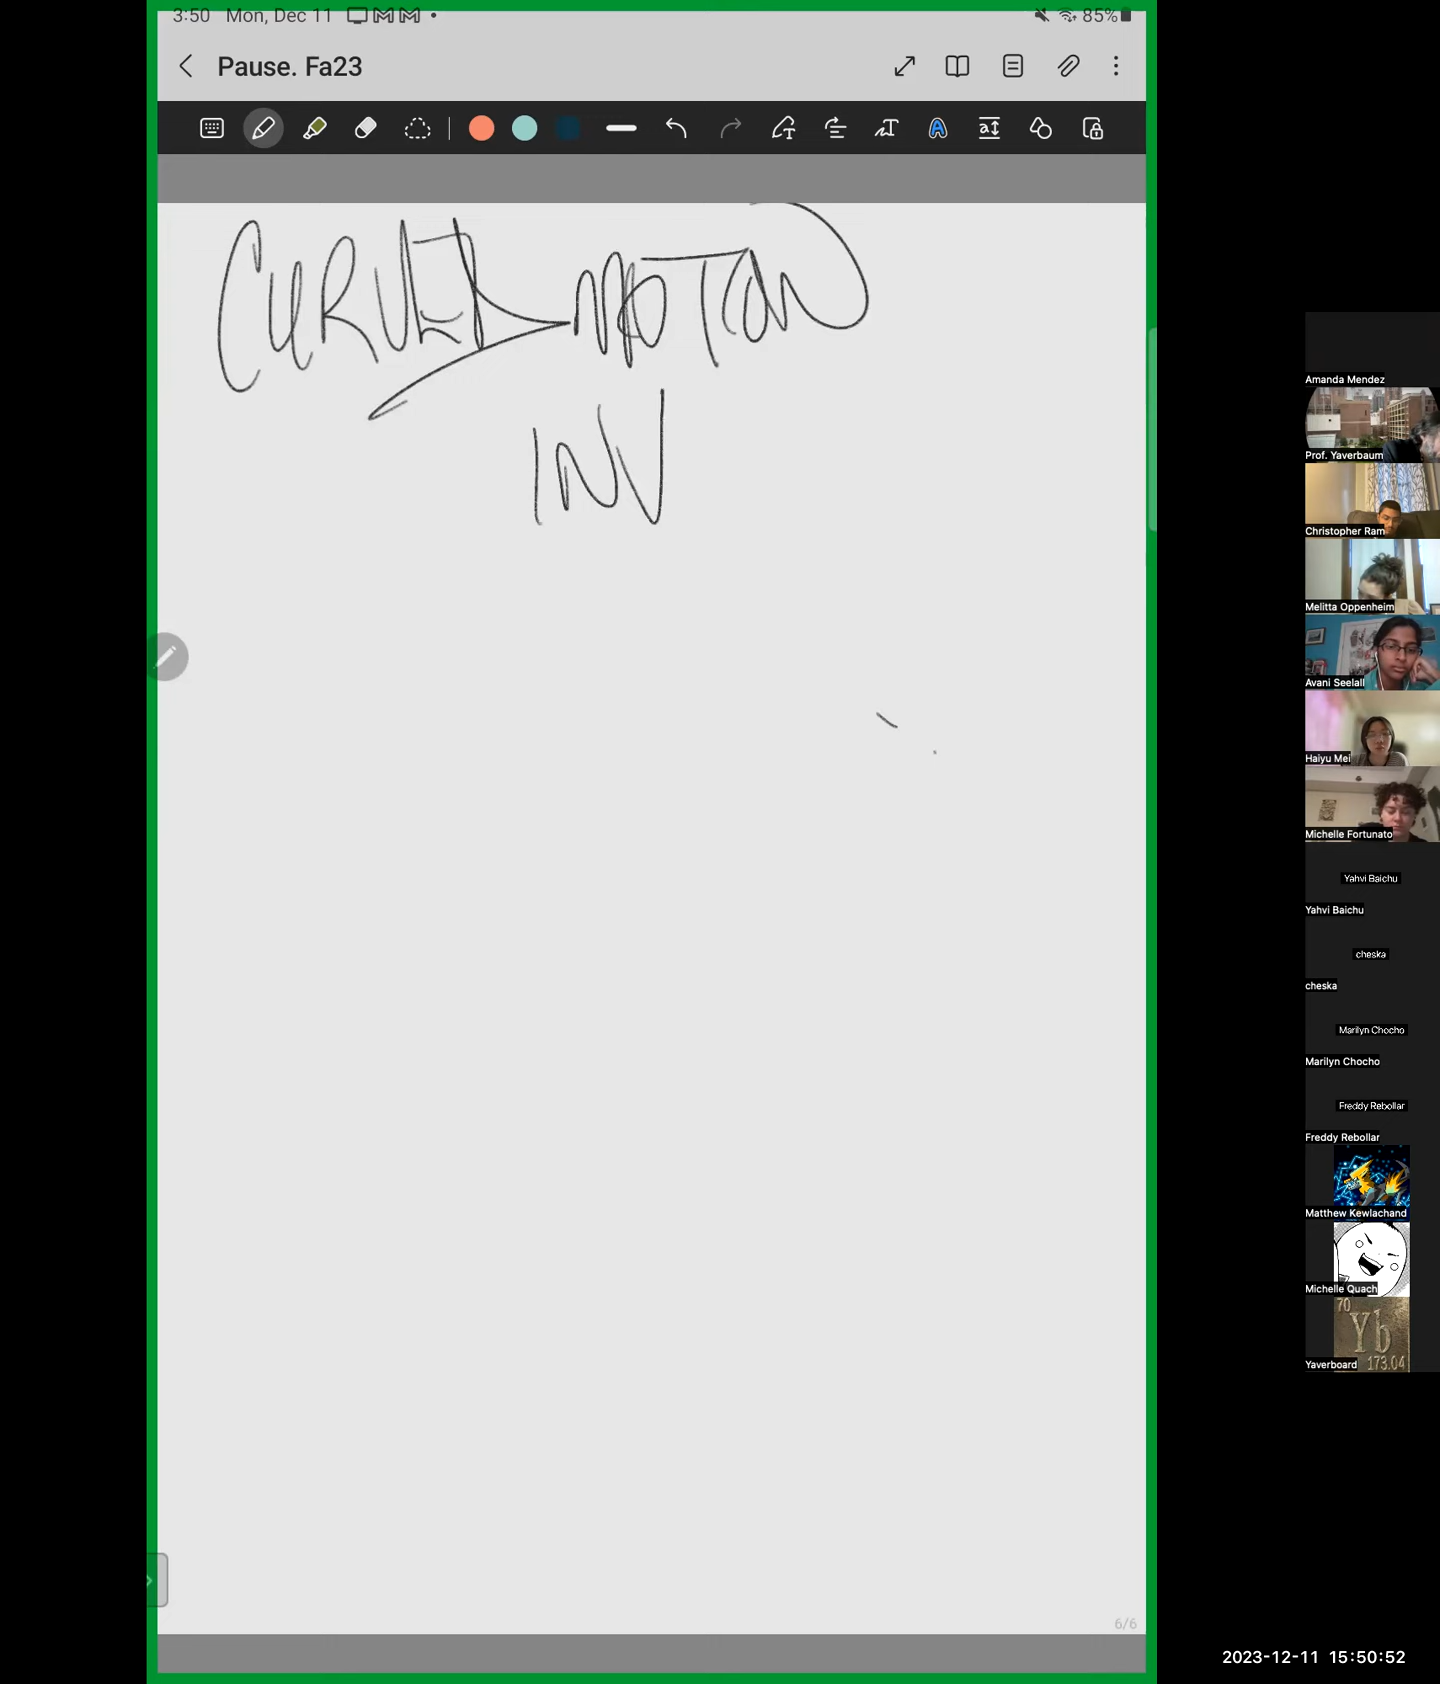 3:50 Mon, Dec 11
85%
Pause. Fa23
CURVED MOTION
INV
6/6
Amanda Mendez
Prof. Yaverbaum
Christopher Ram
Melitta Oppenheim
Avani Seelall
Haiyu Mei
Michelle Fortunato
Yahvi Baichu
Yahvi Baichu
cheska
cheska
Marilyn Chocho
Marilyn Chocho
Freddy Rebollar
Freddy Rebollar
Matthew Kewlachand
Michelle Quach
70
Yb
Yaverboard 173.04
2023-12-11 15:50:52